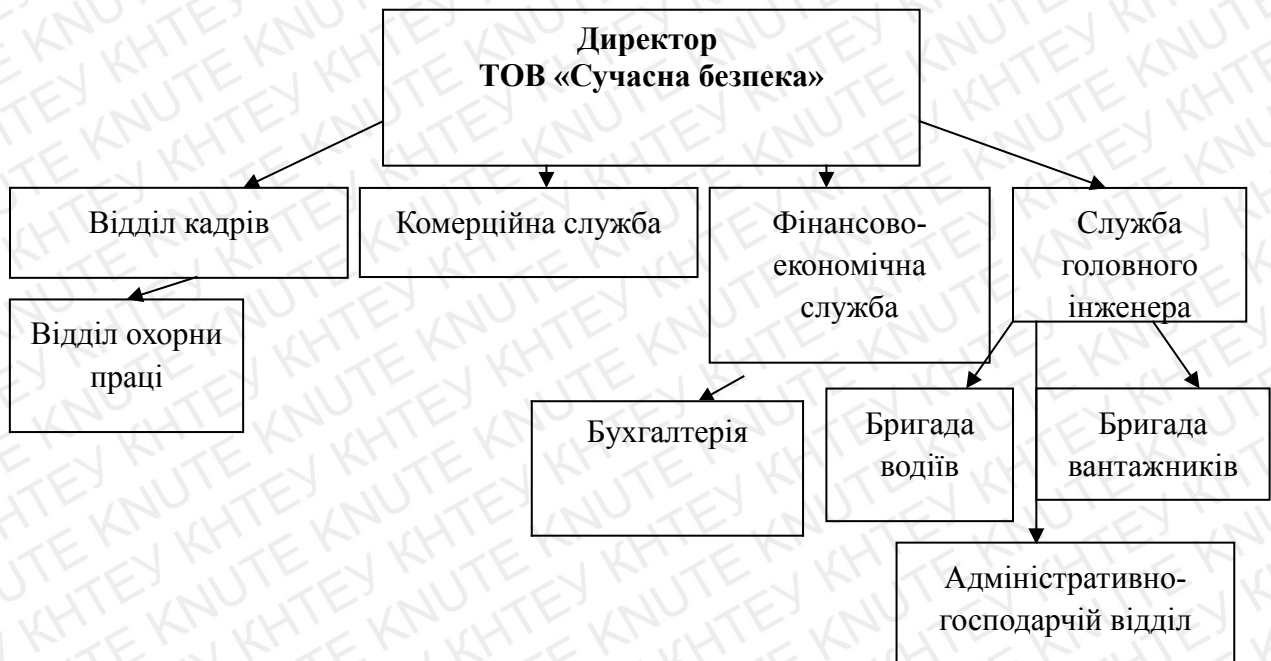 Директор
ТОВ «Сучасна безпека»
Відділ кадрів
Комерційна служба
Фінансово-
економічна
служба
Служба
головного
інженера
Відділ охорни
праці
Бухгалтерія
Бригада
водіїв
Бригада
вантажників
Адміністративно-
господарчій відділ